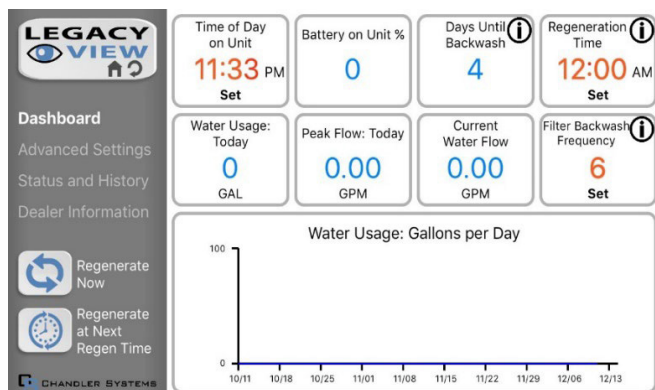 LEGACY
VIEW
Dashboard
Advanced Settings
Status and History
Dealer Information
Regenerate
Now
Regenerate
at Next
Regen Time
CHANDLER SYSTEMS
Time of Day
on Unit
11:33 PM
Set
Battery on Unit %
0
Days Until
Backwash
i
4
Regeneration
Time
i
12:00 AM
Set
Water Usage:
Today
0
GAL
Peak Flow: Today
0.00
GPM
Current
Water Flow
0.00
GPM
Filter Backwash
Frequency
i
6
Set
Water Usage: Gallons per Day
100
0
10/11 10/18 10/25 11/01 11/08 11/15 11/22 11/29 12/06 12/13